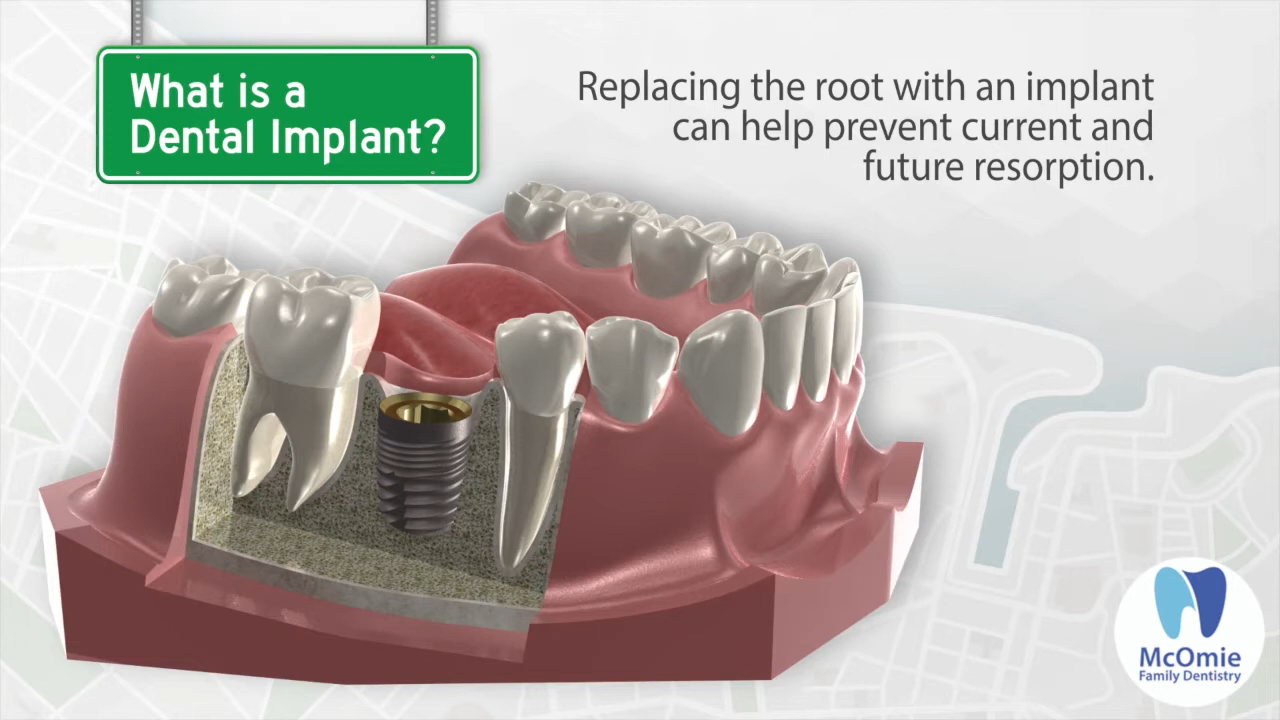 What is a
Dental Implant?
Replacing the root with an implant
can help prevent current and
future resorption.
McOmie
Family Dentistry